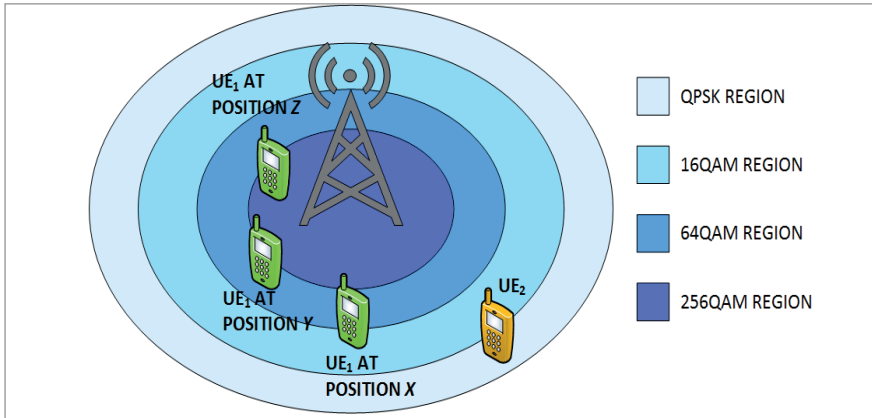 UE₁ AT
POSITION Z
UE₁ AT
POSITION Y
UE₁ AT
POSITION X
UE₂
QPSK REGION
16QAM REGION
64QAM REGION
256QAM REGION